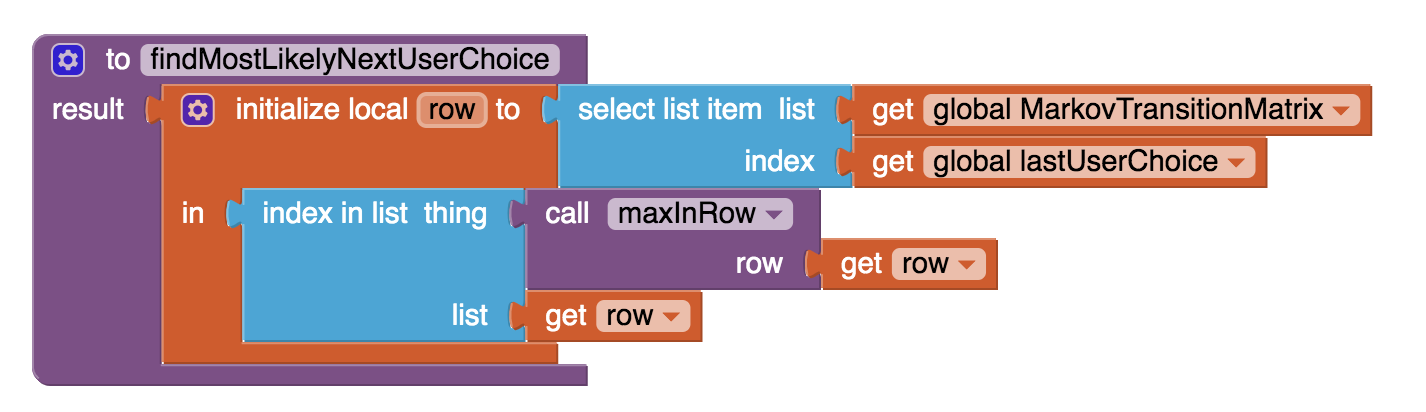 to findMostLikelyNextUserChoice
result initialize local row to select list item list get global MarkovTransitionMatrix
index get global lastUserChoice
in index in list thing call maxInRow
row get row
list get row